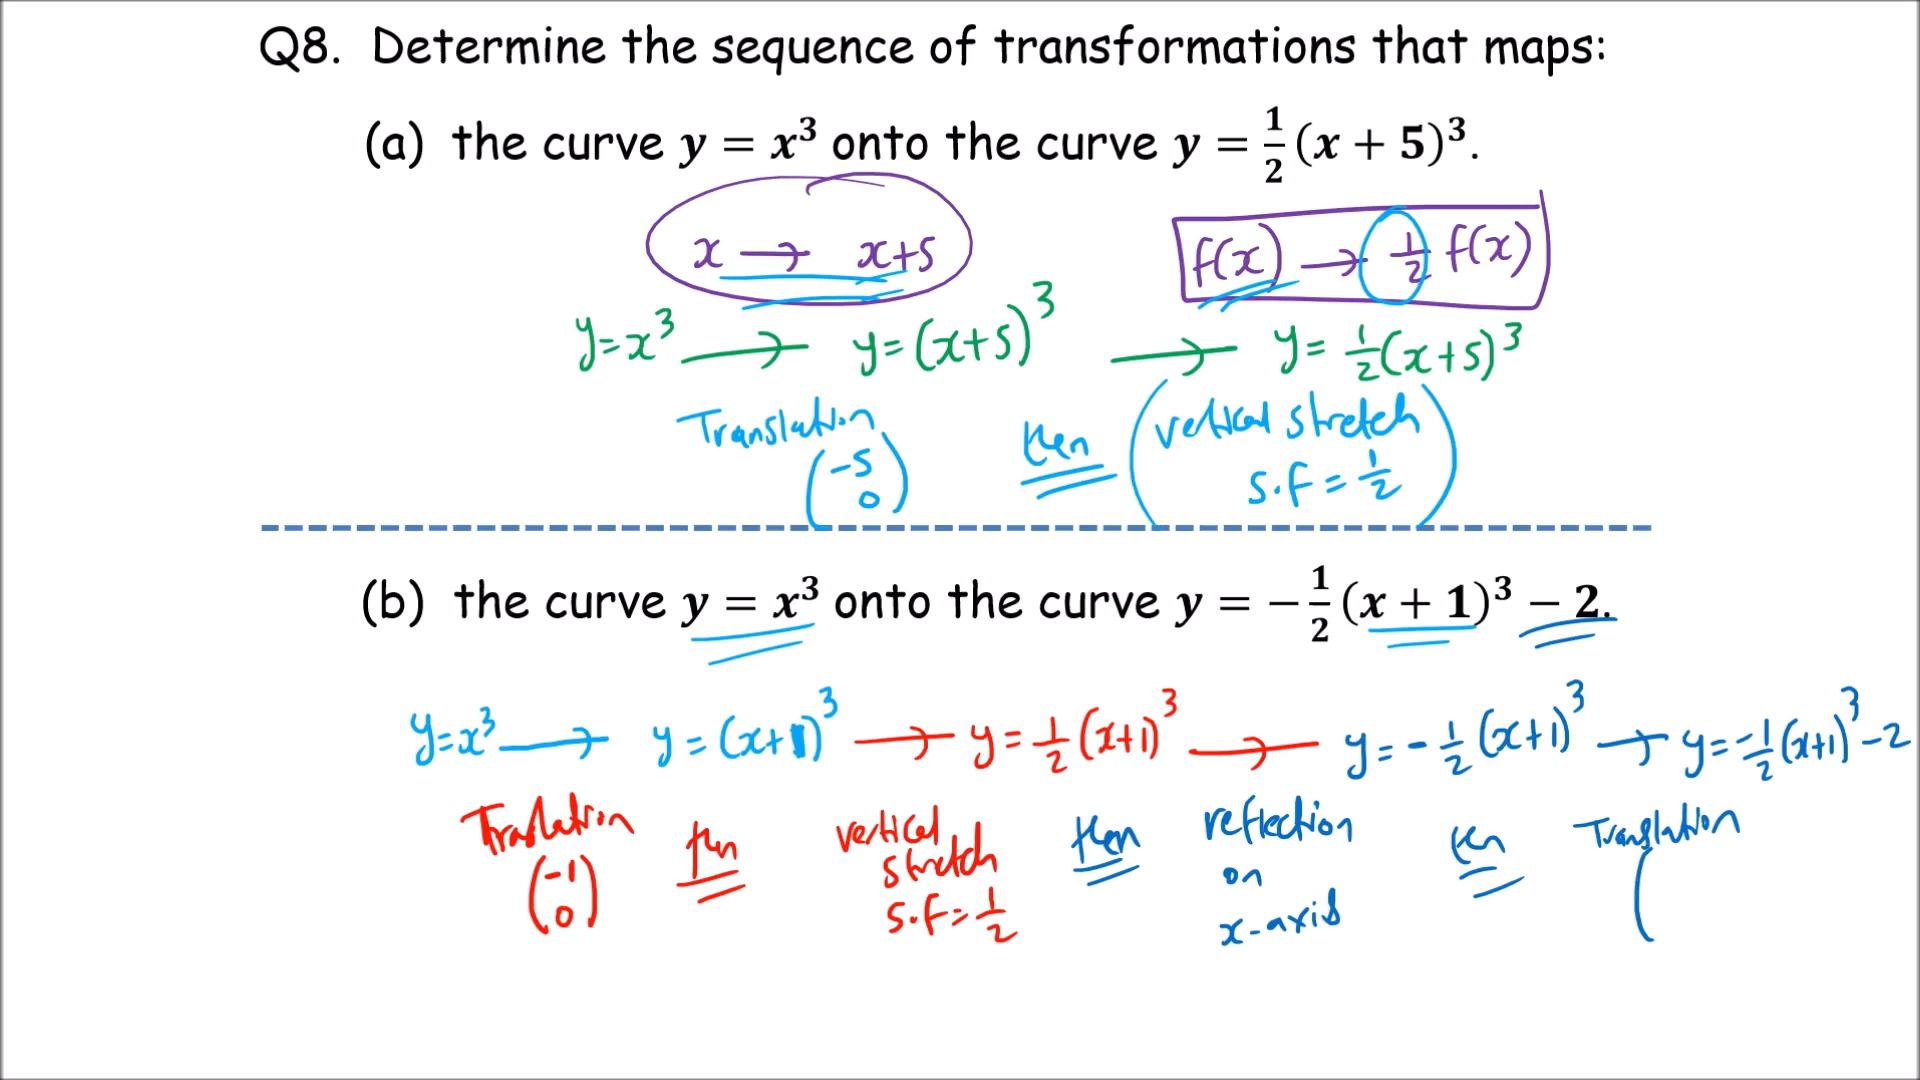 Q8. Determine the sequence of transformations that maps:
(a) the curve y = x³ onto the curve y = 1/2 (x + 5)³.
x → x+5
f(x) → 1/2 f(x)
y=x³ → y=(x+5)³ → y= 1/2(x+5)³
Translation then vertical stretch
(-5 0) s.f = 1/2
(b) the curve y = x³ onto the curve y = −1/2 (x + 1)³ − 2.
y=x³ → y = (x+1)³ → y= 1/2 (x+1)³ → y= - 1/2 (x+1)³ → y= -1/2 (x+1)³ -2
Translation then vertical stretch then reflection on x-axis then Translation
(-1 0) s.f = 1/2 (